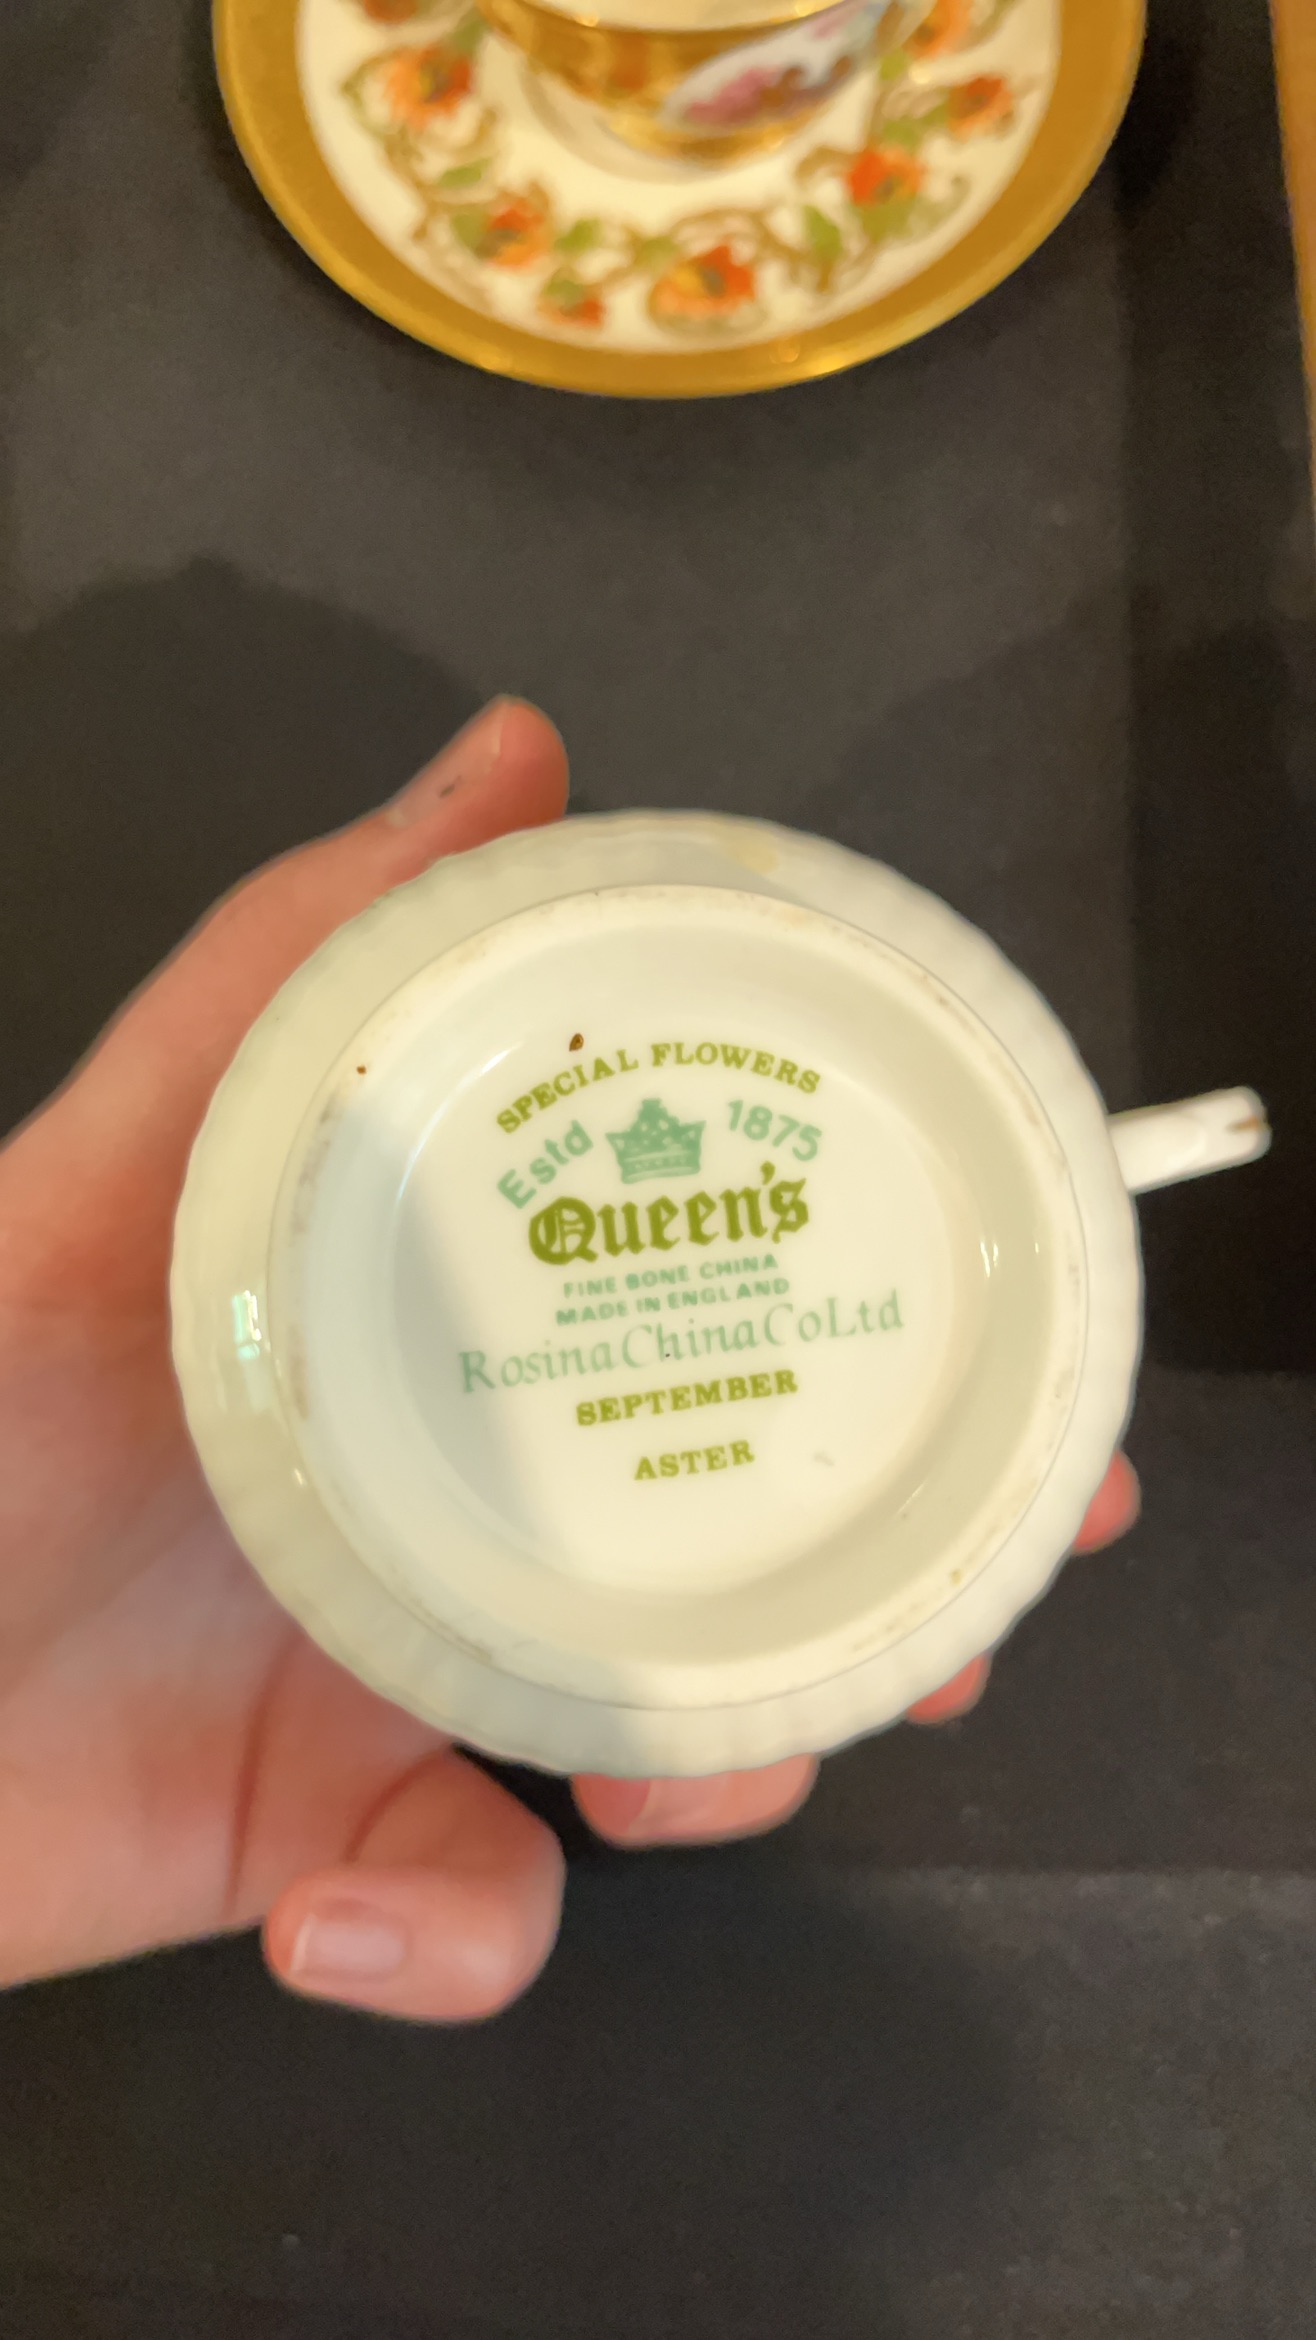 SPECIAL FLOWERS
Estd 1875
Queen's
FINE BONE CHINA
MADE IN ENGLAND
Rosina China Co Ltd
SEPTEMBER
ASTER